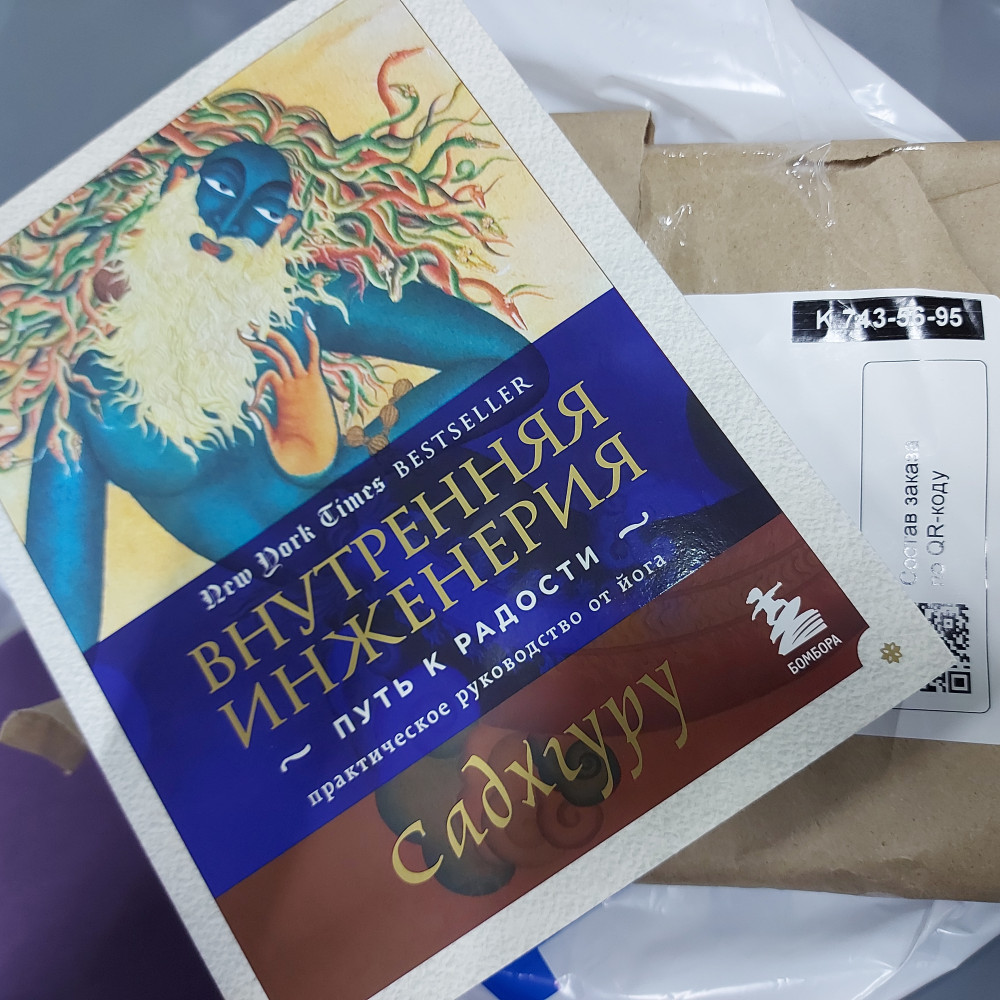 New York Times BESTSELLER
ВНУТРЕННЯЯ
ИНЖЕНЕРИЯ
~ ПУТЬ К РАДОСТИ ~
практическое руководство от йога
Садхгуру
БОМБОРА
К 743-56-95
Состав заказа
по QR-коду